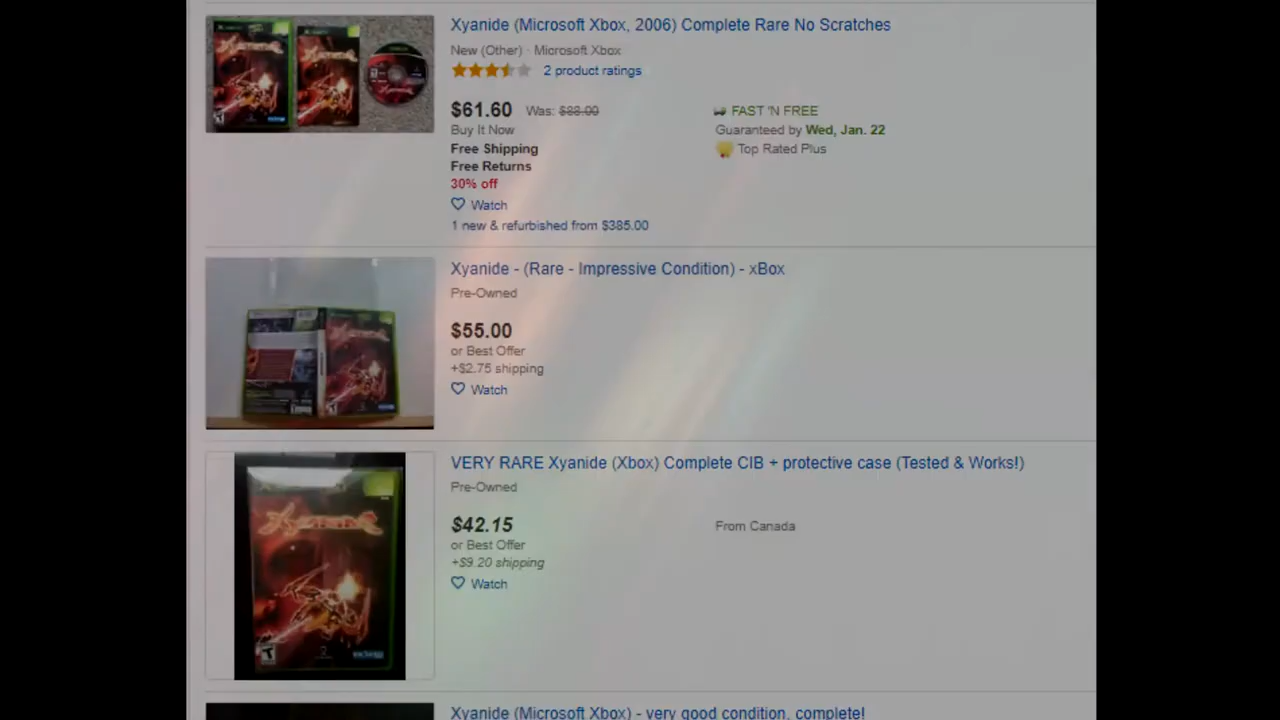 Xyanide (Microsoft Xbox, 2006) Complete Rare No Scratches
New (Other) · Microsoft Xbox
2 product ratings
$61.60 Was: $88.00
Buy It Now
Free Shipping
Free Returns
30% off
Watch
1 new & refurbished from $385.00
FAST 'N FREE
Guaranteed by Wed, Jan. 22
Top Rated Plus
Xyanide - (Rare - Impressive Condition) - xBox
Pre-Owned
$55.00
or Best Offer
+$2.75 shipping
Watch
VERY RARE Xyanide (Xbox) Complete CIB + protective case (Tested & Works!)
Pre-Owned
$42.15
or Best Offer
+$9.20 shipping
Watch
From Canada
Xyanide
T
Xyanide (Microsoft Xbox) - very good condition, complete!